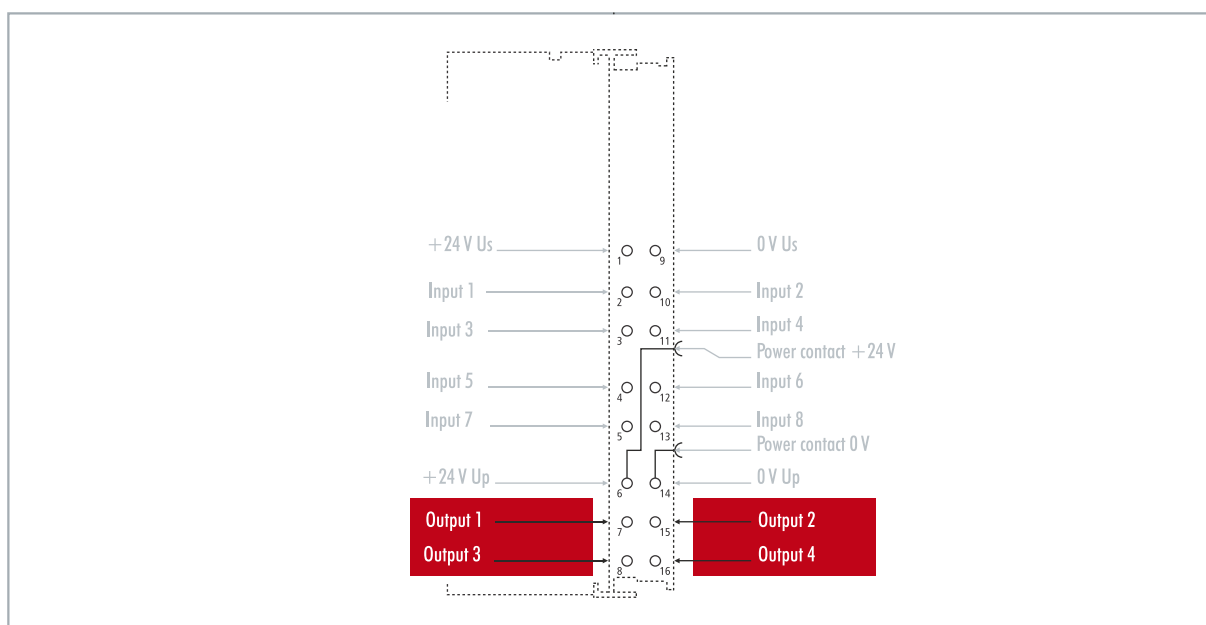 +24 V Us
0 V Us
1
9
Input 1
Input 2
2
10
Input 3
Input 4
3
11
Power contact +24 V
Input 5
Input 6
4
12
Input 7
Input 8
5
13
Power contact 0 V
+24 V Up
0 V Up
6
14
Output 1
Output 2
7
15
Output 3
Output 4
8
16